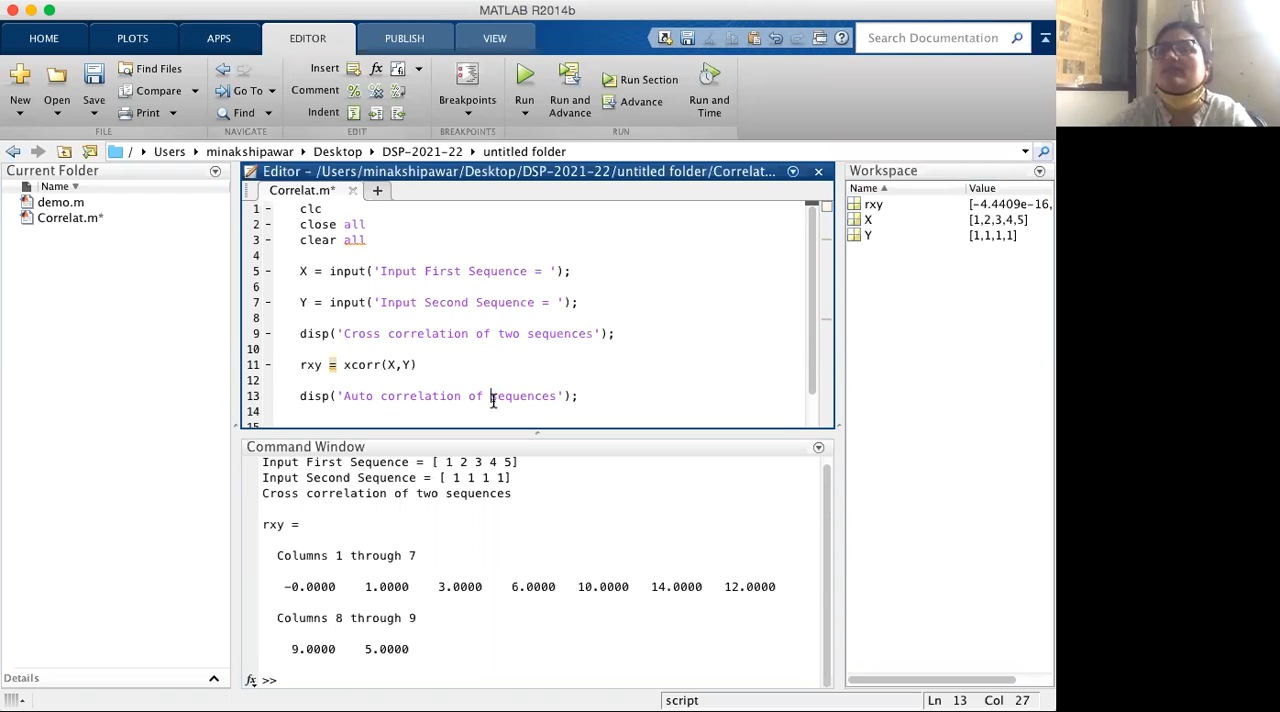 MATLAB R2014b
HOME PLOTS APPS EDITOR PUBLISH VIEW Search Documentation
New Open Save Find Files Compare Print Go To Find Insert Comment Indent fx Breakpoints Run Run and Advance Run Section Advance Run and Time
FILE NAVIGATE EDIT BREAKPOINTS RUN
/ Users minakshipawar Desktop DSP-2021-22 untitled folder
Current Folder
Name
demo.m
Correlat.m*
Details
Editor - /Users/minakshipawar/Desktop/DSP-2021-22/untitled folder/Correlat...
Correlat.m*
1 - clc
2 - close all
3 - clear all
4
5 - X = input('Input First Sequence = ');
6
7 - Y = input('Input Second Sequence = ');
8
9 - disp('Cross correlation of two sequences');
10
11 - rxy = xcorr(X,Y)
12
13 - disp('Auto correlation of sequences');
14
15
Command Window
Input First Sequence = [ 1 2 3 4 5]
Input Second Sequence = [ 1 1 1 1]
Cross correlation of two sequences
rxy =
Columns 1 through 7
-0.0000 1.0000 3.0000 6.0000 10.0000 14.0000 12.0000
Columns 8 through 9
9.0000 5.0000
fx >>
Workspace
Name Value
rxy [-4.4409e-16,
X [1,2,3,4,5]
Y [1,1,1,1]
script Ln 13 Col 27